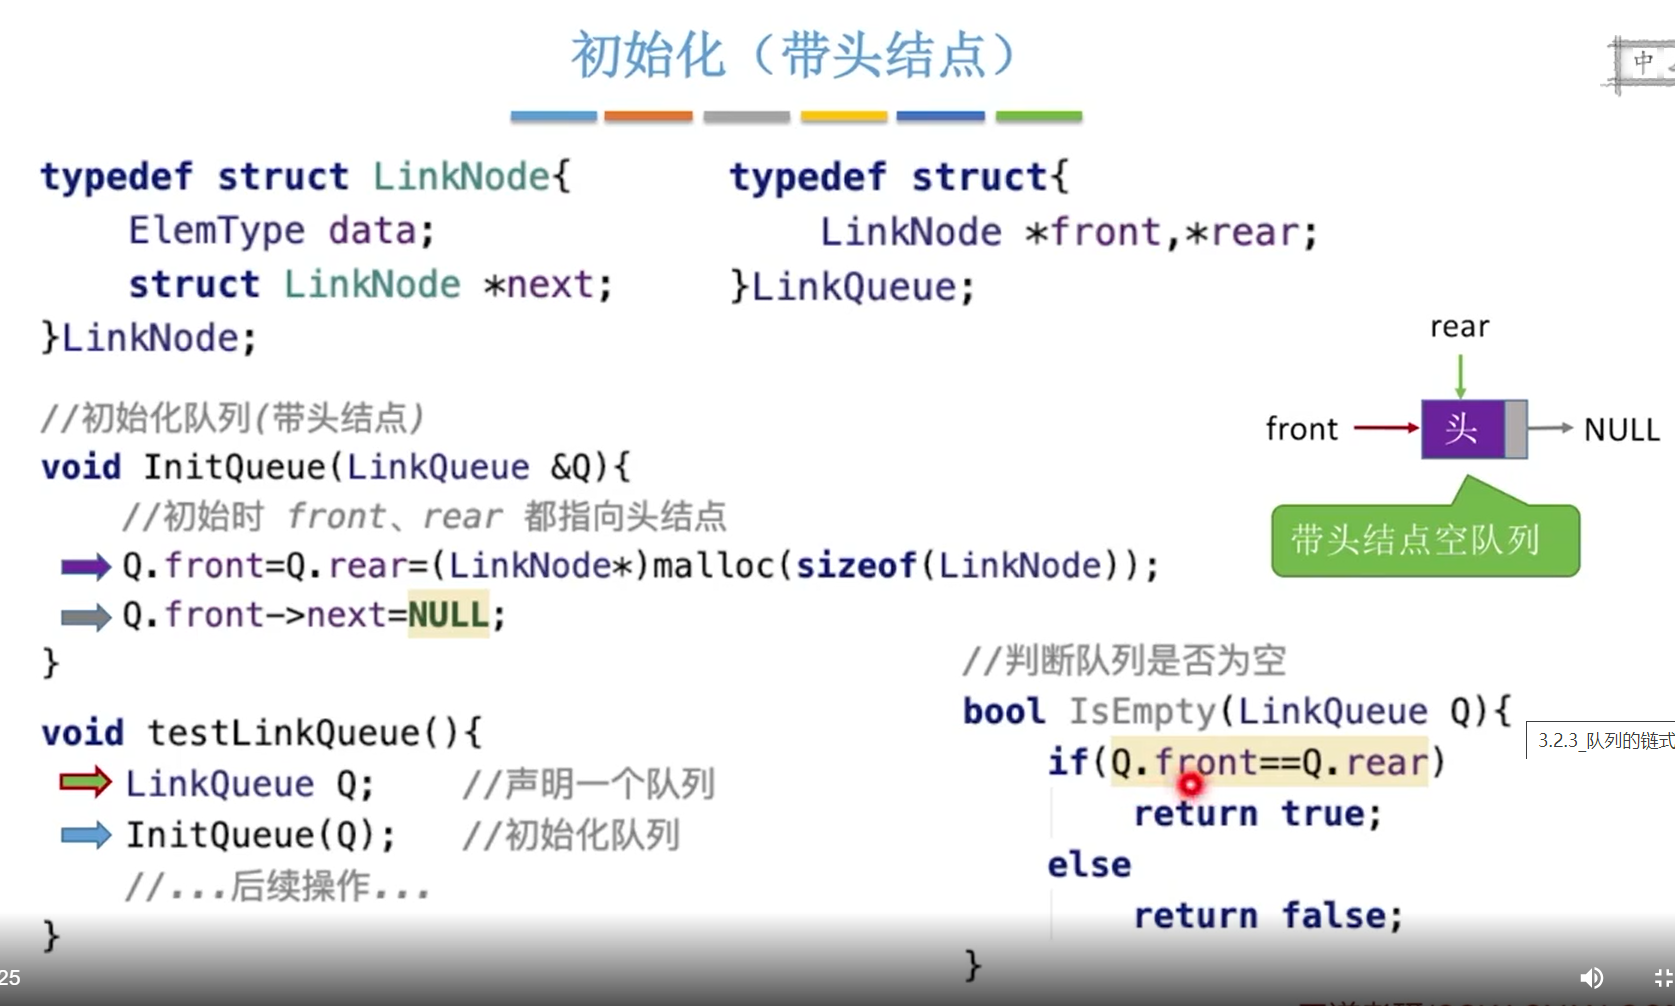 初始化（带头结点）
中
typedef struct LinkNode{
    ElemType data;
    struct LinkNode *next;
}LinkNode;
typedef struct{
    LinkNode *front,*rear;
}LinkQueue;
rear
front
头
NULL
带头结点空队列
//初始化队列(带头结点)
void InitQueue(LinkQueue &Q){
    //初始时 front、rear 都指向头结点
    Q.front=Q.rear=(LinkNode*)malloc(sizeof(LinkNode));
    Q.front->next=NULL;
}
void testLinkQueue(){
    LinkQueue Q;    //声明一个队列
    InitQueue(Q);   //初始化队列
    //...后续操作...
}
//判断队列是否为空
bool IsEmpty(LinkQueue Q){
    if(Q.front==Q.rear)
        return true;
    else
        return false;
}
3.2.3_队列的链式
25